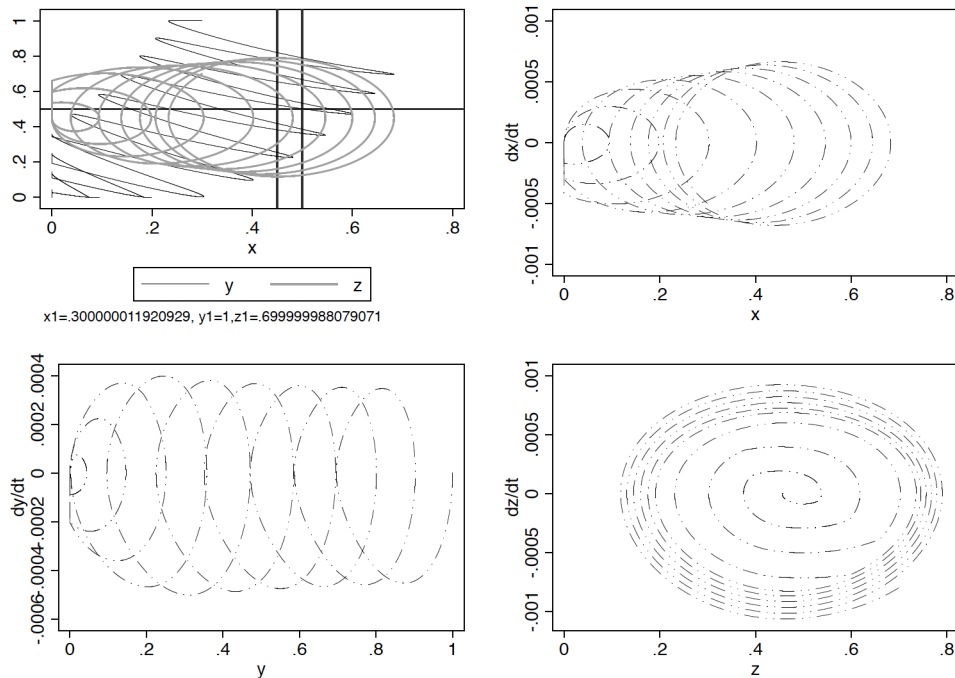 1
.8
.6
.4
.2
0
0 .2 .4 .6 .8
x
y z
x1=.300000011920929, y1=1,z1=.699999988079071
dx/dt
.001
.0005
0
-.0005
-.001
0 .2 .4 .6 .8
x
dy/dt
.0004
.0002
0
-.0002
-.0004
-.0006
0 .2 .4 .6 .8 1
y
dz/dt
.001
.0005
0
-.0005
-.001
0 .2 .4 .6 .8
z